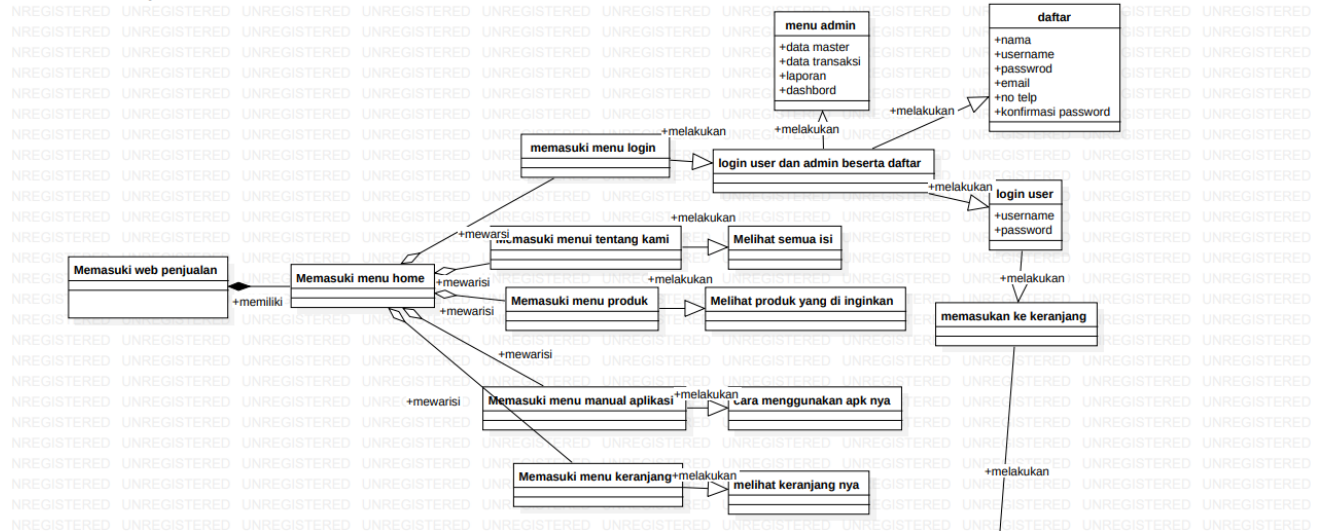 menu admin
+data master
+data transaksi
+laporan
+dashbord
daftar
+nama
+username
+passwrod
+email
+no telp
+konfirmasi password
+melakukan
+melakukan
+melakukan
memasuki menu login
login user dan admin beserta daftar
+melakukan
login user
+username
+password
+melakukan
+mewarsi
Memasuki menui tentang kami
Melihat semua isi
Memasuki web penjualan
Memasuki menu home
+memiliki
+mewarisi
+melakukan
+melakukan
Memasuki menu produk
Melihat produk yang di inginkan
+mewarisi
memasukan ke keranjang
+mewarisi
+mewarisi
Memasuki menu manual aplikasi
+melakukan
cara menggunakan apk nya
Memasuki menu keranjang
+melakukan
melihat keranjang nya
+melakukan
UNREGISTERED